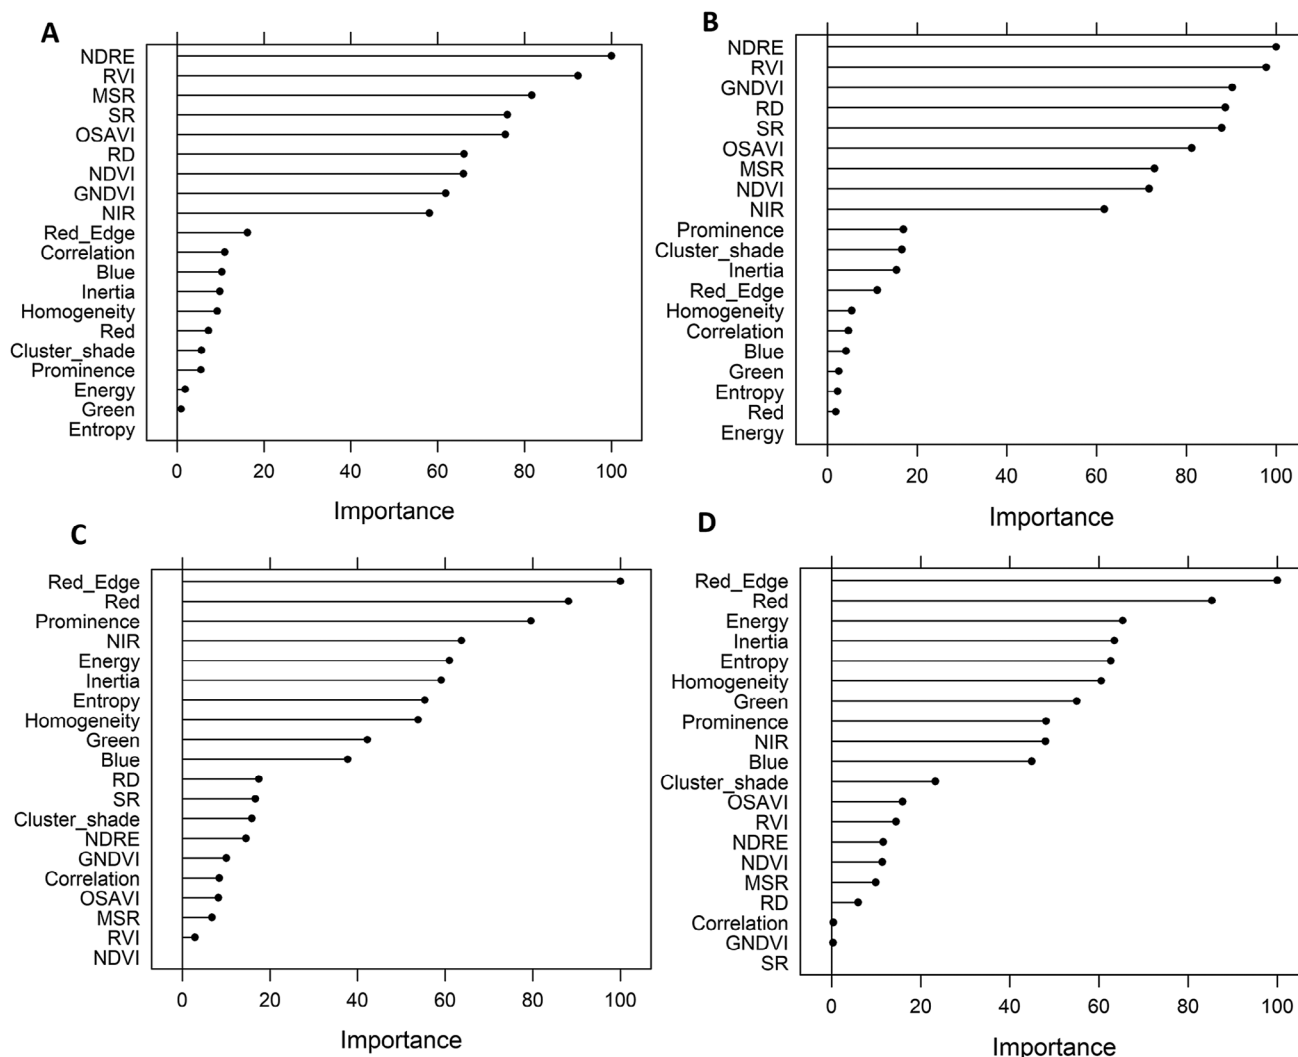 A
NDRE
RVI
MSR
SR
OSAVI
RD
NDVI
GNDVI
NIR
Red_Edge
Correlation
Blue
Inertia
Homogeneity
Red
Cluster_shade
Prominence
Energy
Green
Entropy
0 20 40 60 80 100
Importance
B
NDRE
RVI
GNDVI
RD
SR
OSAVI
MSR
NDVI
NIR
Prominence
Cluster_shade
Inertia
Red_Edge
Homogeneity
Correlation
Blue
Green
Entropy
Red
Energy
0 20 40 60 80 100
Importance
C
Red_Edge
Red
Prominence
NIR
Energy
Inertia
Entropy
Homogeneity
Green
Blue
RD
SR
Cluster_shade
NDRE
GNDVI
Correlation
OSAVI
MSR
RVI
NDVI
0 20 40 60 80 100
Importance
D
Red_Edge
Red
Energy
Inertia
Entropy
Homogeneity
Green
Prominence
NIR
Blue
Cluster_shade
OSAVI
RVI
NDRE
NDVI
MSR
RD
Correlation
GNDVI
SR
0 20 40 60 80 100
Importance